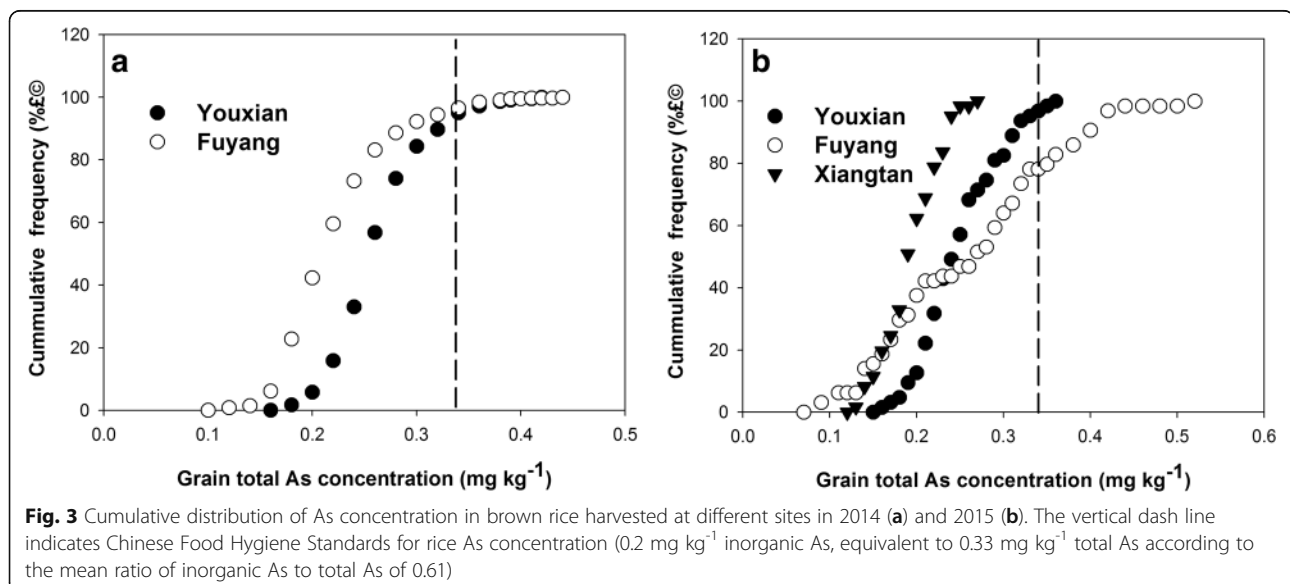 a
Youxian
Fuyang
Cummulative frequency (%£©
120
100
80
60
40
20
0
0.0 0.1 0.2 0.3 0.4 0.5
Grain total As concentration (mg kg⁻¹)
b
Youxian
Fuyang
Xiangtan
Cummulative frequency (%£©
120
100
80
60
40
20
0
0.0 0.1 0.2 0.3 0.4 0.5 0.6
Grain total As concentration (mg kg⁻¹)
Fig. 3 Cumulative distribution of As concentration in brown rice harvested at different sites in 2014 (a) and 2015 (b). The vertical dash line
indicates Chinese Food Hygiene Standards for rice As concentration (0.2 mg kg⁻¹ inorganic As, equivalent to 0.33 mg kg⁻¹ total As according to
the mean ratio of inorganic As to total As of 0.61)